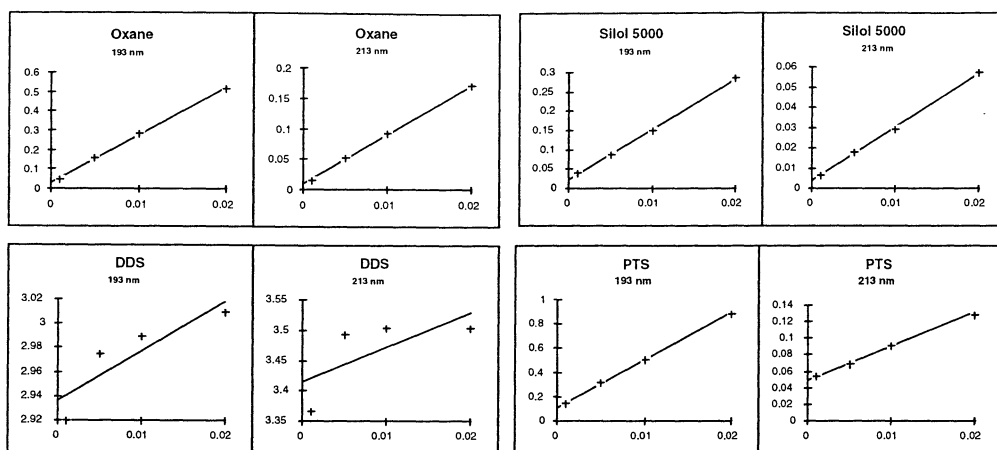 Oxane
193 nm
0.6
0.5
0.4
0.3
0.2
0.1
0
0 0.01 0.02
Oxane
213 nm
0.2
0.15
0.1
0.05
0
0 0.01 0.02
Silol 5000
193 nm
0.3
0.25
0.2
0.15
0.1
0.05
0
0 0.01 0.02
Silol 5000
213 nm
0.06
0.05
0.04
0.03
0.02
0.01
0
0 0.01 0.02
DDS
193 nm
3.02
3
2.98
2.96
2.94
2.92
0 0.01 0.02
DDS
213 nm
3.55
3.5
3.45
3.4
3.35
0 0.01 0.02
PTS
193 nm
1
0.8
0.6
0.4
0.2
0
0 0.01 0.02
PTS
213 nm
0.14
0.12
0.10
0.08
0.06
0.04
0.02
0.00
0 0.01 0.02